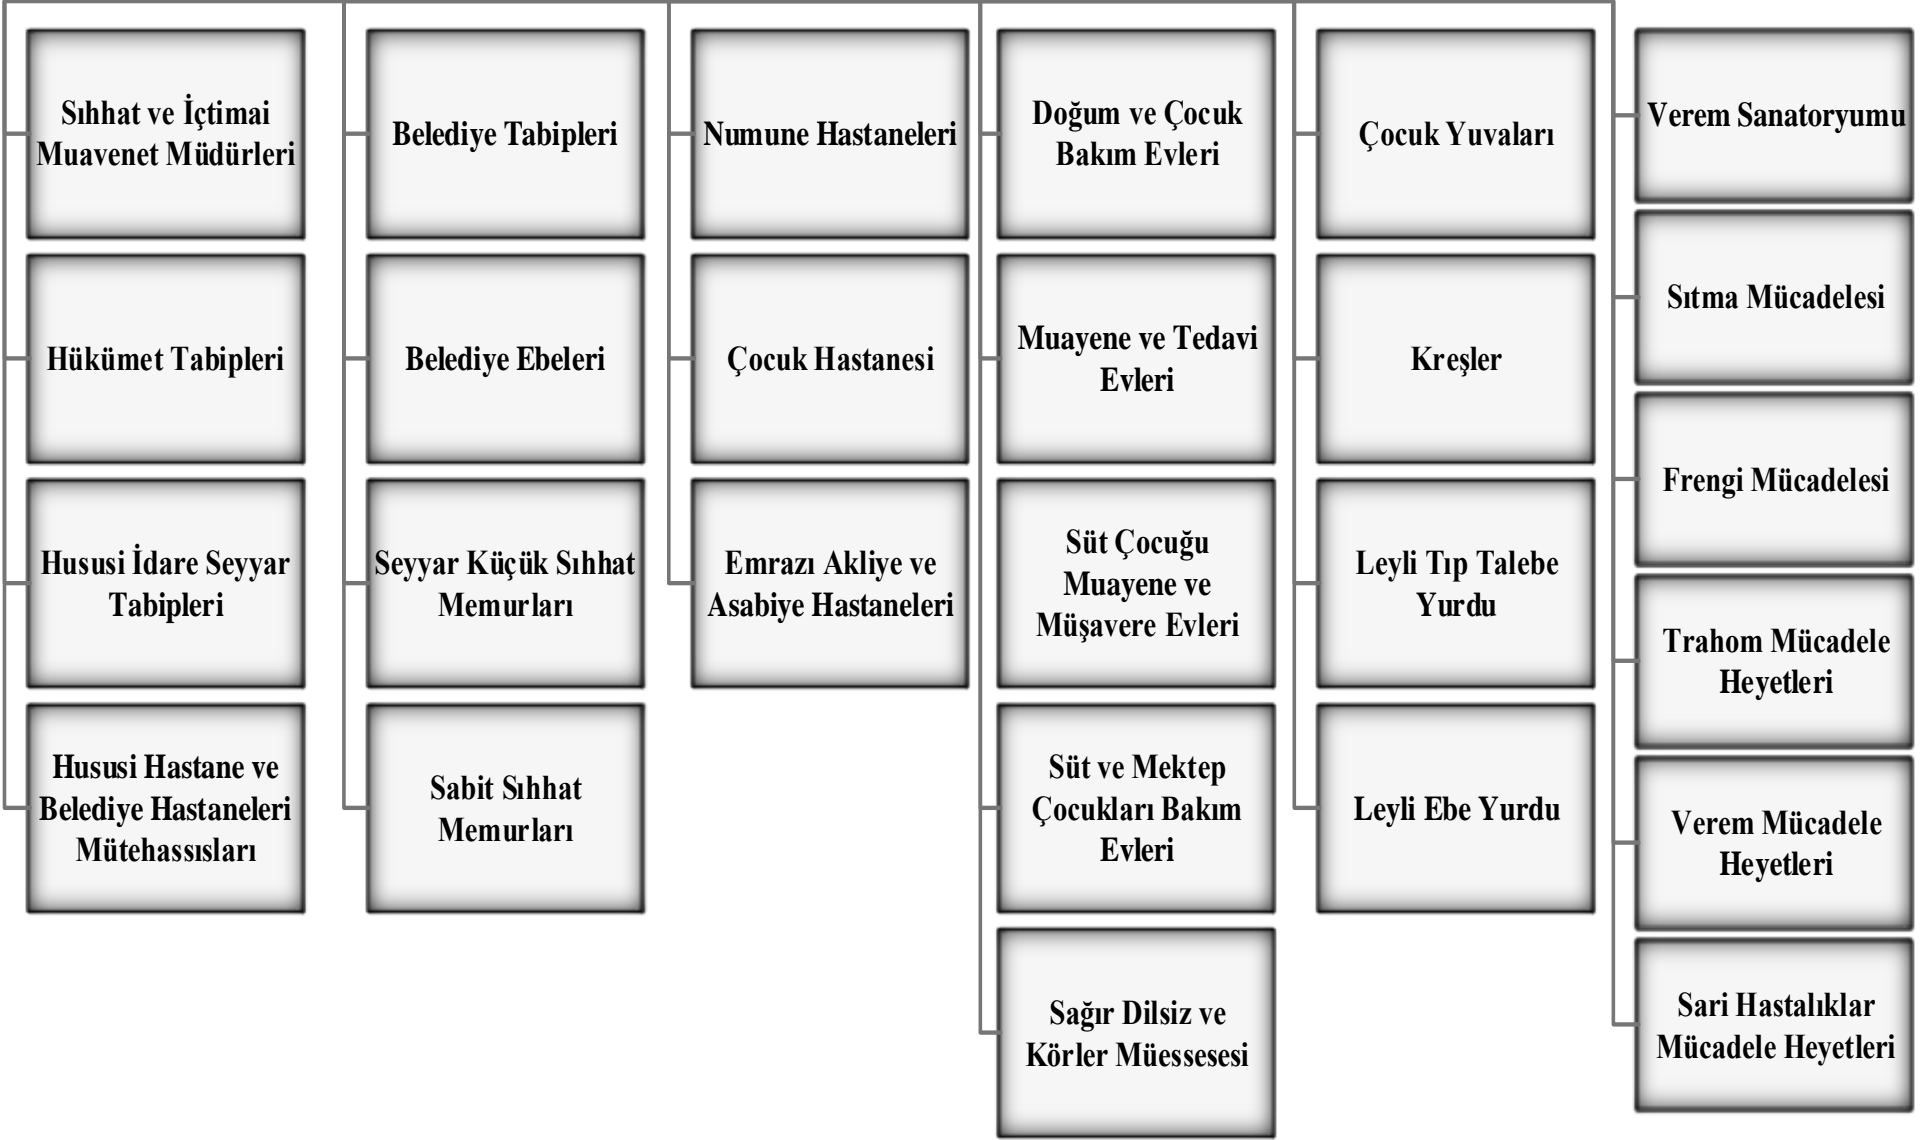 Sıhhat ve İçtimai
Muavenet Müdürleri
Hükümet Tabipleri
Hususi İdare Seyyar
Tabipleri
Hususi Hastane ve
Belediye Hastaneleri
Mütehassısları
Belediye Tabipleri
Belediye Ebeleri
Seyyar Küçük Sıhhat
Memurları
Sabit Sıhhat
Memurları
Numune Hastaneleri
Çocuk Hastanesi
Emrazı Akliye ve
Asabiye Hastaneleri
Doğum ve Çocuk
Bakım Evleri
Muayene ve Tedavi
Evleri
Süt Çocuğu
Muayene ve
Müşavere Evleri
Süt ve Mektep
Çocukları Bakım
Evleri
Sağır Dilsiz ve
Körler Müessesesi
Çocuk Yuvaları
Kreşler
Leyli Tıp Talebe
Yurdu
Leyli Ebe Yurdu
Verem Sanatoryumu
Sıtma Mücadelesi
Frengi Mücadelesi
Trahom Mücadele
Heyetleri
Verem Mücadele
Heyetleri
Sari Hastalıklar
Mücadele Heyetleri